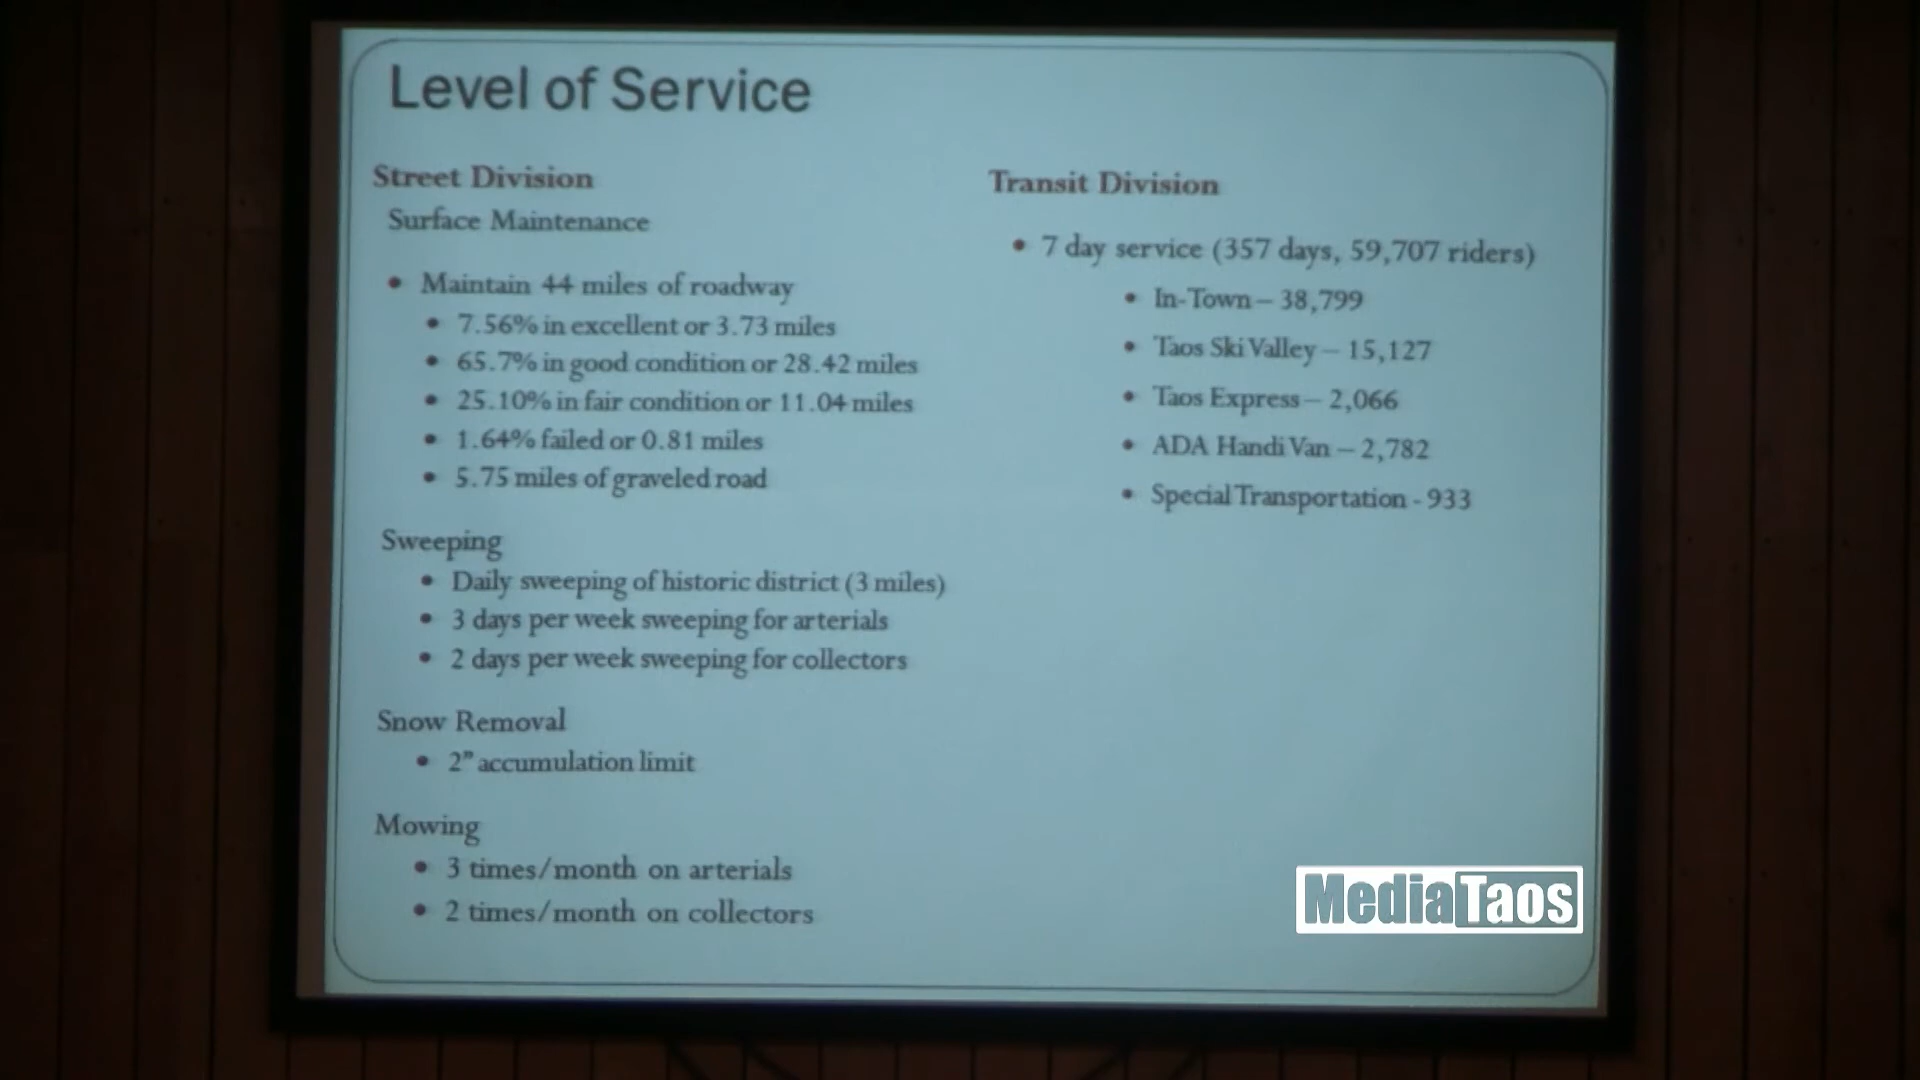 Level of Service
Street Division
Surface Maintenance
• Maintain 44 miles of roadway
• 7.56% in excellent or 3.73 miles
• 65.7% in good condition or 28.42 miles
• 25.10% in fair condition or 11.04 miles
• 1.64% failed or 0.81 miles
• 5.75 miles of graveled road
Sweeping
• Daily sweeping of historic district (3 miles)
• 3 days per week sweeping for arterials
• 2 days per week sweeping for collectors
Snow Removal
• 2” accumulation limit
Mowing
• 3 times/month on arterials
• 2 times/month on collectors
Transit Division
• 7 day service (357 days, 59,707 riders)
• In-Town – 38,799
• Taos Ski Valley – 15,127
• Taos Express – 2,066
• ADA Handi Van – 2,782
• Special Transportation - 933
MediaTaos